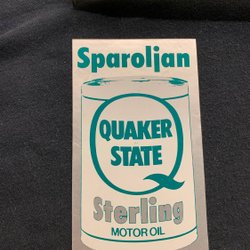 Sparoljan
QUAKER
STATE
Sterling
MOTOR OIL